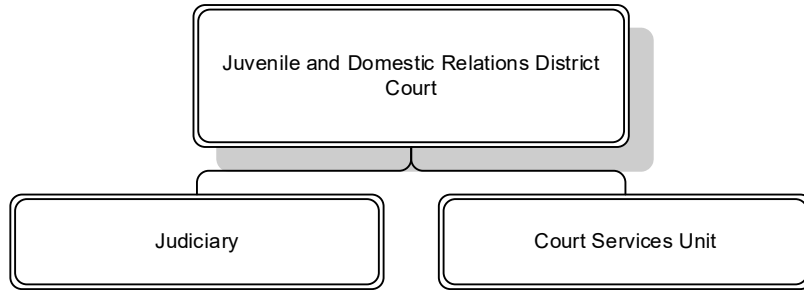 Juvenile and Domestic Relations District
Court
Judiciary
Court Services Unit